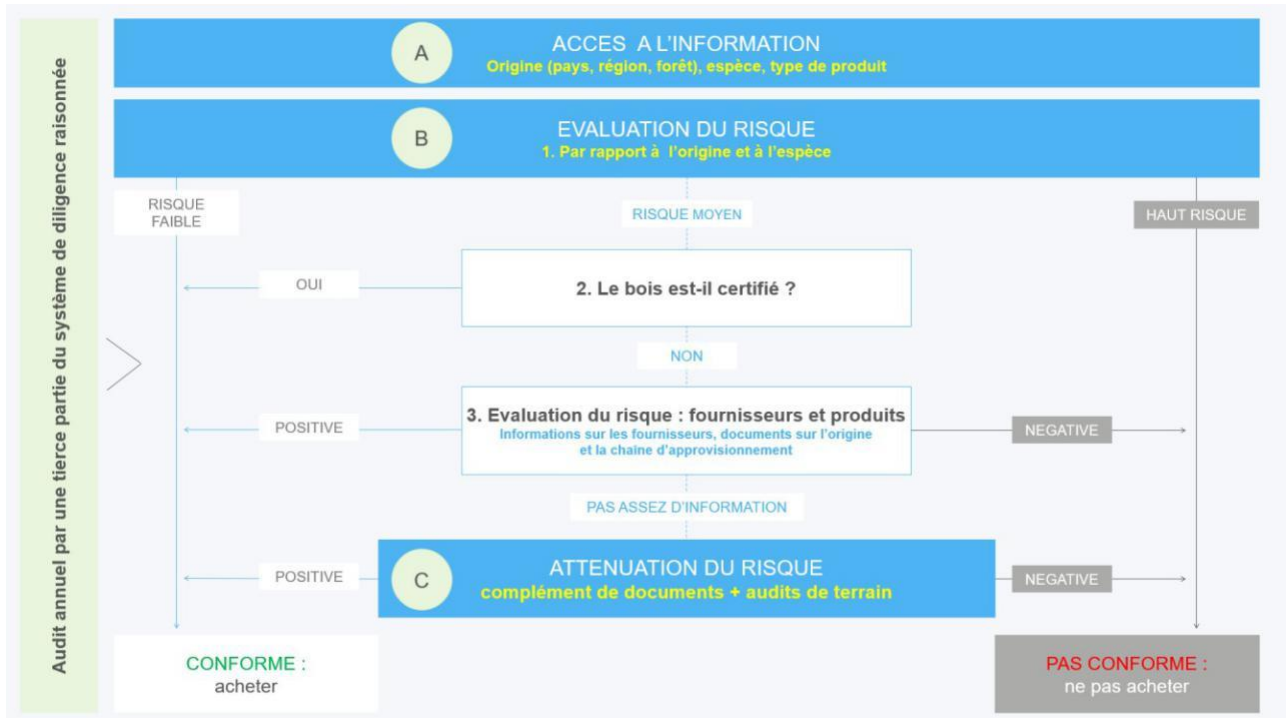 Audit annuel par une tierce partie du système de diligence raisonnée
A
ACCES A L'INFORMATION
Origine (pays, région, forêt), espèce, type de produit
B
EVALUATION DU RISQUE
1. Par rapport à l'origine et à l'espèce
RISQUE
FAIBLE
RISQUE MOYEN
HAUT RISQUE
OUI
2. Le bois est-il certifié ?
NON
POSITIVE
3. Evaluation du risque : fournisseurs et produits
Informations sur les fournisseurs, documents sur l'origine
et la chaîne d'approvisionnement
NEGATIVE
PAS ASSEZ D'INFORMATION
POSITIVE
C
ATTENUATION DU RISQUE
complément de documents + audits de terrain
NEGATIVE
CONFORME :
acheter
PAS CONFORME :
ne pas acheter